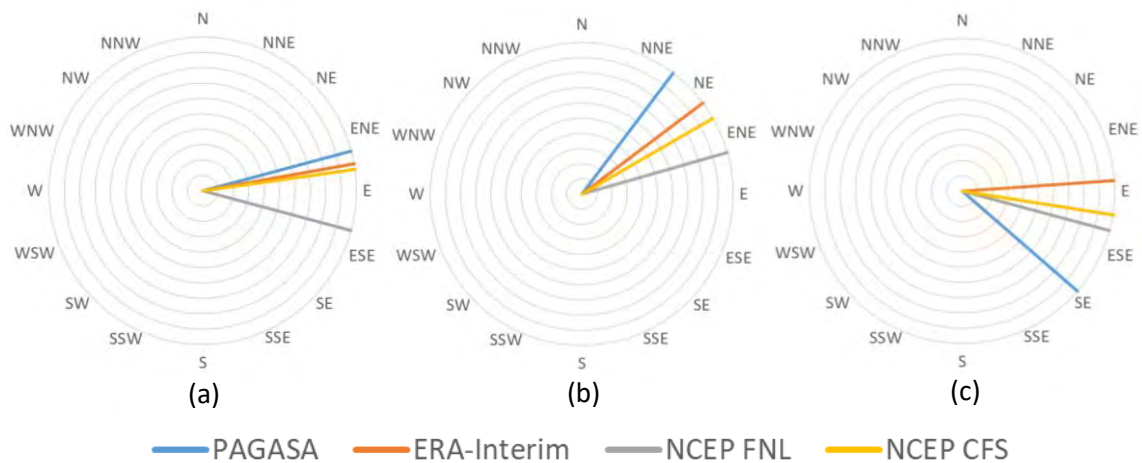 N
NNW NNE
NW NE
WNW ENE
W E
WSW ESE
SW SE
SSW SSE
S
(a)
N
NNW NNE
NW NE
WNW ENE
W E
WSW ESE
SW SE
SSW SSE
S
(b)
N
NNW NNE
NW NE
WNW ENE
W E
WSW ESE
SW SE
SSW SSE
S
(c)
PAGASA ERA-Interim NCEP FNL NCEP CFS